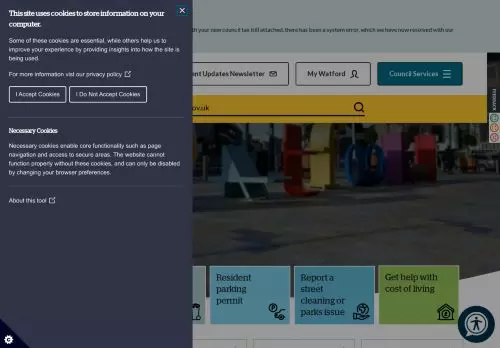 This site uses cookies to store information on your
computer.
Some of these cookies are essential, while others help us to
improve your experience by providing insights into how the site is
being used.
For more information visit our privacy policy
I Accept Cookies
I Do Not Accept Cookies
Necessary Cookies
Necessary cookies enable core functionality such as page
navigation and access to secure areas. The website cannot
function properly without these cookies, and can only be disabled
by changing your browser preferences.
About this tool
your new council tax bill attached, there has been a system error, which we have now resolved with our
Updates Newsletter
My Watford
Council Services
ov.uk
Resident
parking
permit
Report a
street
cleaning or
parks issue
Get help with
cost of living